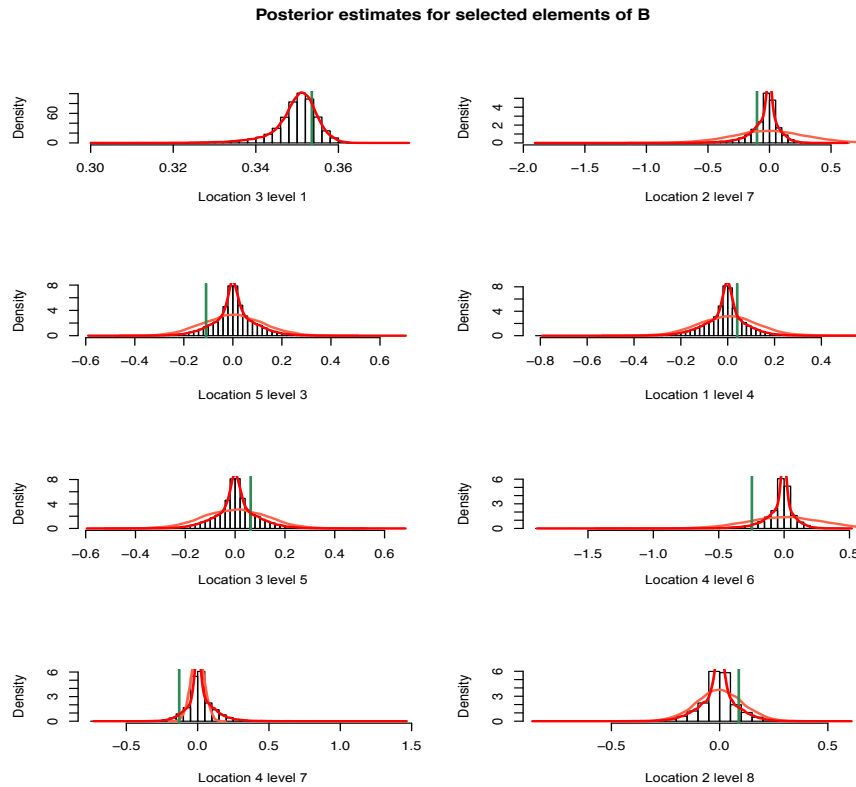 Posterior estimates for selected elements of B
Density
0 60
0.30 0.32 0.34 0.36
Location 3 level 1
Density
0 2 4
−2.0 −1.5 −1.0 −0.5 0.0 0.5
Location 2 level 7
Density
0 4 8
−0.6 −0.4 −0.2 0.0 0.2 0.4 0.6
Location 5 level 3
Density
0 4 8
−0.8 −0.6 −0.4 −0.2 0.0 0.2 0.4
Location 1 level 4
Density
0 4 8
−0.6 −0.4 −0.2 0.0 0.2 0.4 0.6
Location 3 level 5
Density
0 3 6
−1.5 −1.0 −0.5 0.0 0.5
Location 4 level 6
Density
0 3 6
−0.5 0.0 0.5 1.0 1.5
Location 4 level 7
Density
0 3 6
−0.5 0.0 0.5
Location 2 level 8